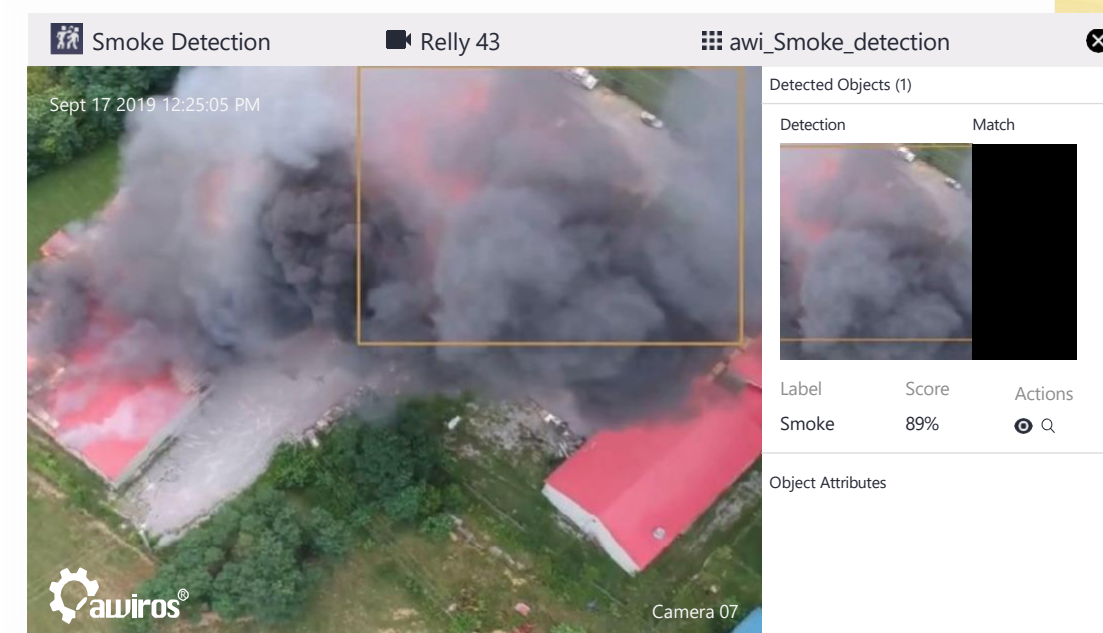 Smoke Detection
Relly 43
awi_Smoke_detection
Sept 17 2019 12:25:05 PM
Detected Objects (1)
Detection
Match
Label
Score
Actions
Smoke
89%
Object Attributes
awiros®
Camera 07